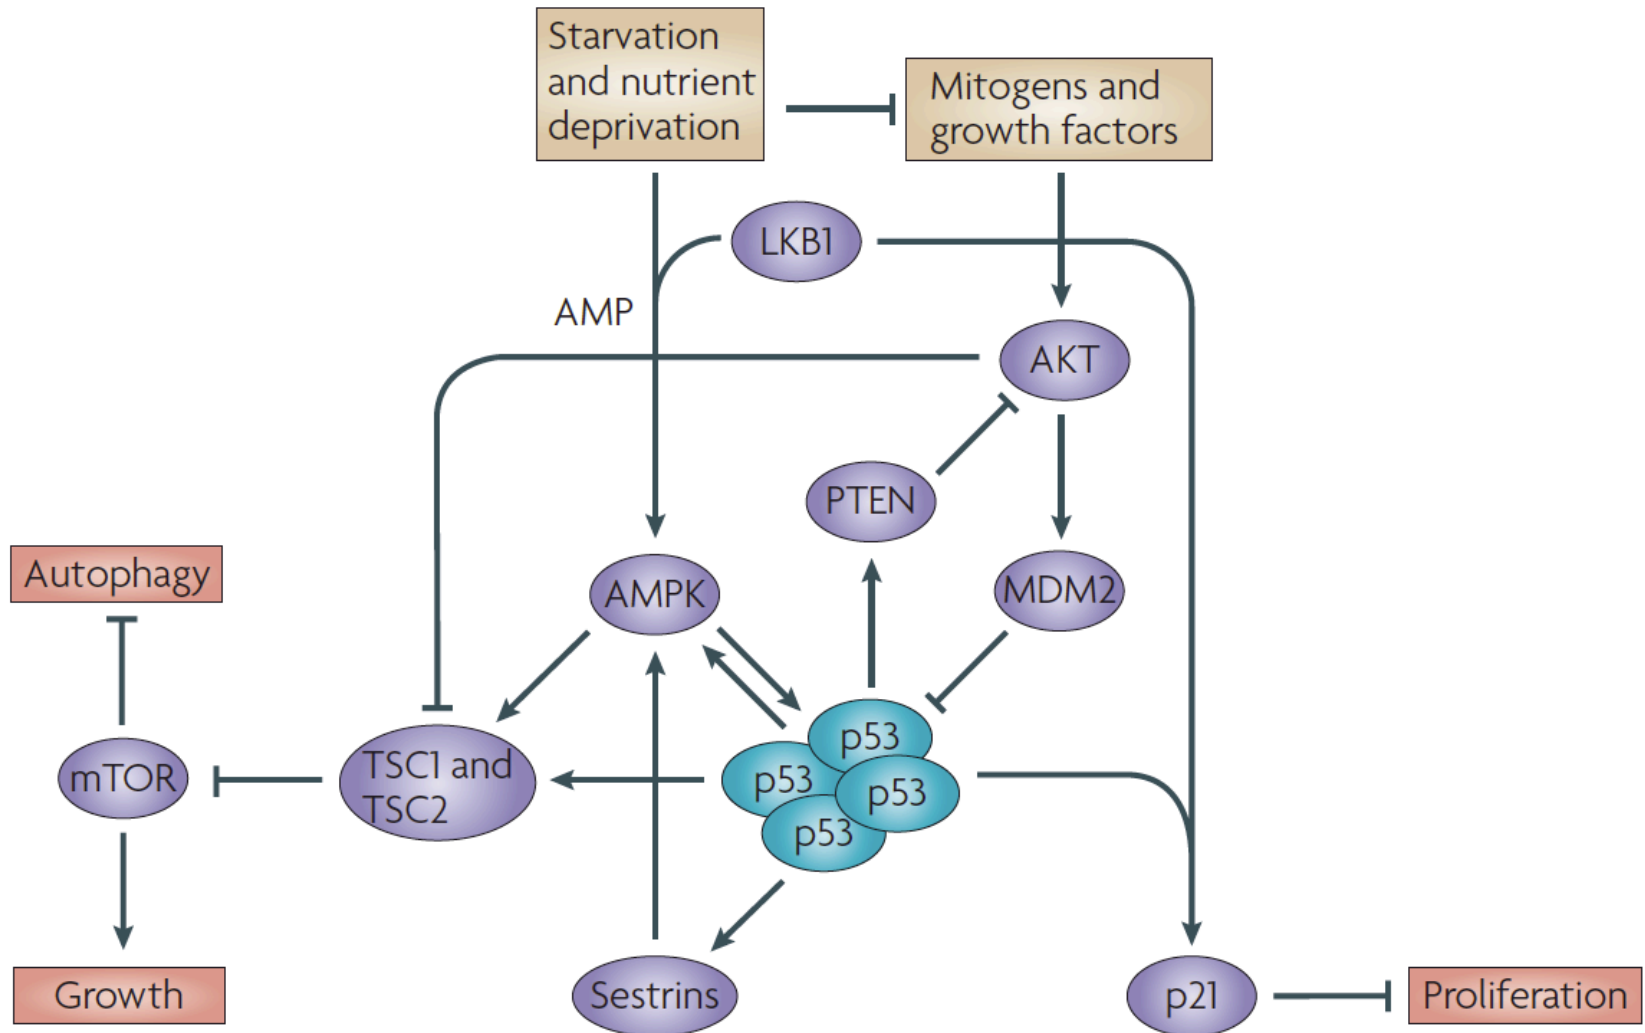 Starvation
and nutrient
deprivation
Mitogens and
growth factors
LKB1
AMP
AKT
PTEN
Autophagy
AMPK
MDM2
p53
mTOR
TSC1 and
TSC2
p53
p53
p53
Growth
Sestrins
p21
Proliferation